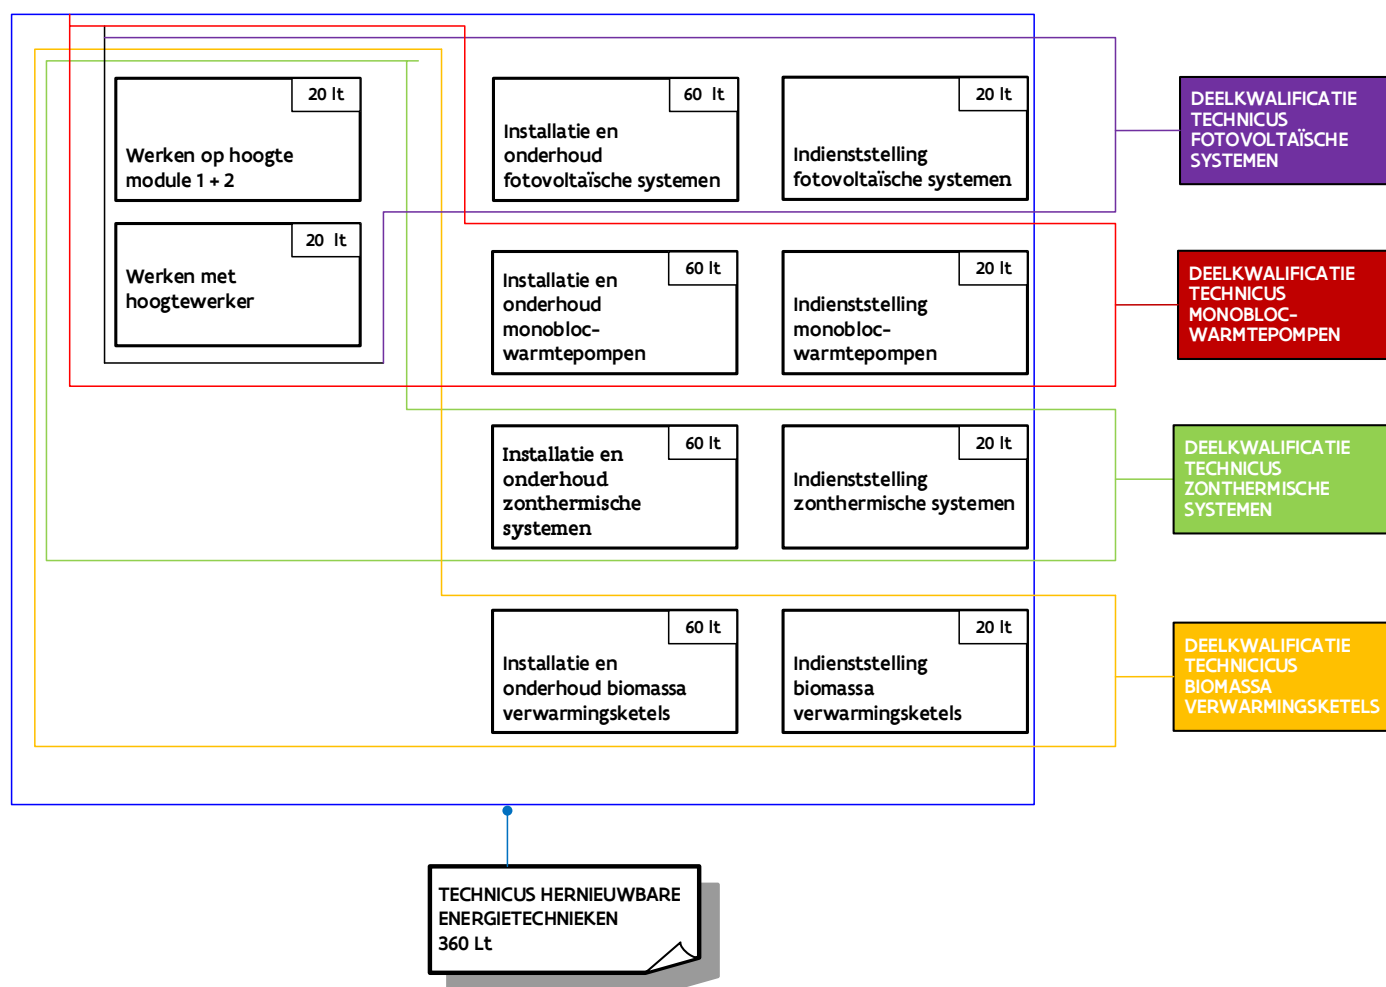 20 lt
Werken op hoogte
module 1 + 2
60 lt
Installatie en
onderhoud
fotovoltaïsche systemen
20 lt
Indienststelling
fotovoltaïsche systemen
DEELKWALIFICATIE
TECHNICUS
FOTOVOLTAÏSCHE
SYSTEMEN
20 lt
Werken met
hoogtewerker
60 lt
Installatie en
onderhoud
monobloc-
warmtepompen
20 lt
Indienststelling
monobloc-
warmtepompen
DEELKWALIFICATIE
TECHNICUS
MONOBLOC-
WARMTEPOMPEN
60 lt
Installatie en
onderhoud
zonthermische
systemen
20 lt
Indienststelling
zonthermische systemen
DEELKWALIFICATIE
TECHNICUS
ZONTHERMISCHE
SYSTEMEN
60 lt
Installatie en
onderhoud biomassa
verwarmingsketels
20 lt
Indienststelling
biomassa
verwarmingsketels
DEELKWALIFICATIE
TECHNICICUS
BIOMASSA
VERWARMINGSKETELS
TECHNICUS HERNIEUWBARE
ENERGIETECHNIEKEN
360 Lt